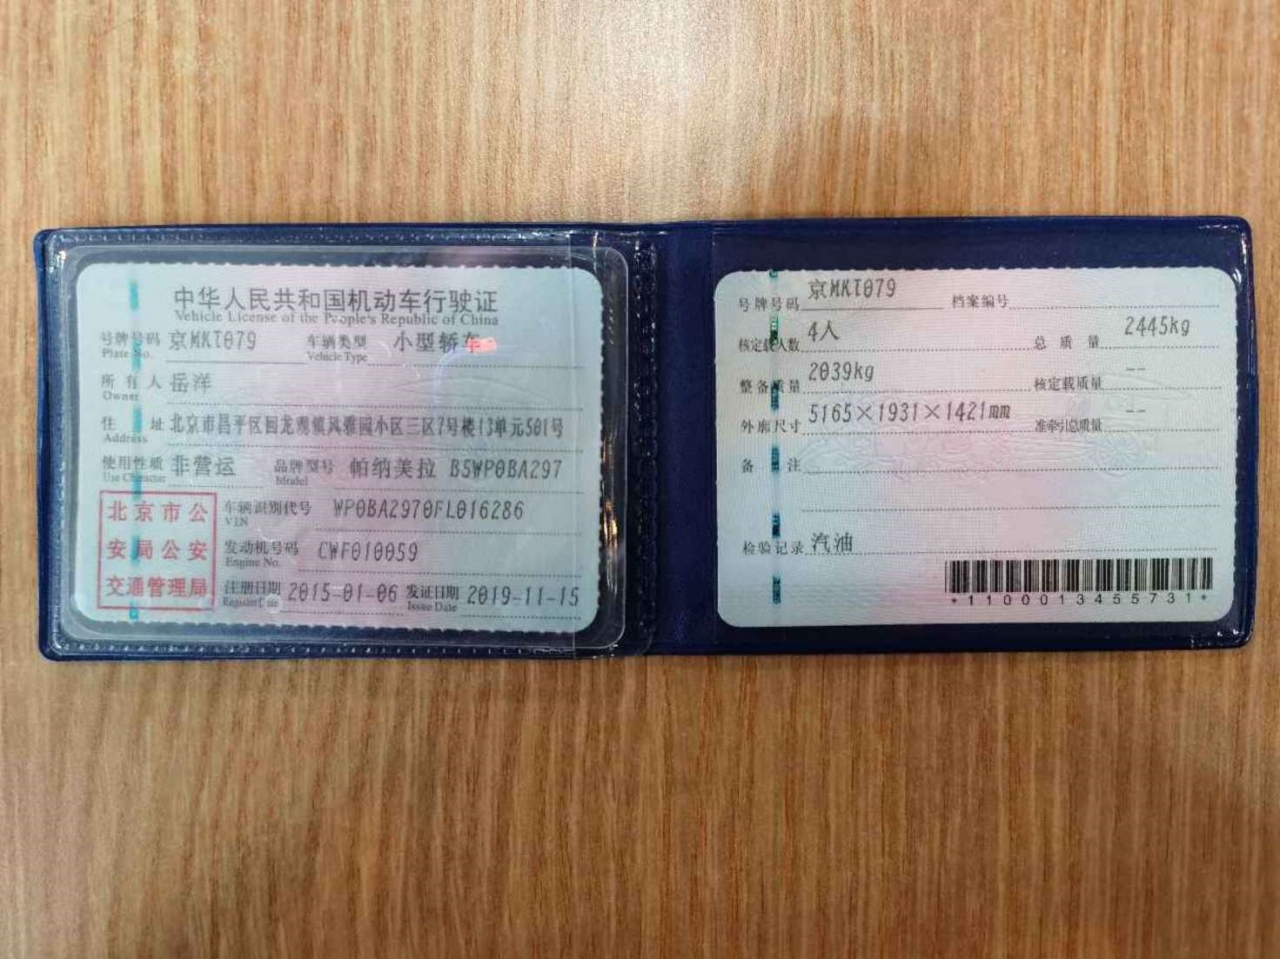 中华人民共和国机动车行驶证
Vehicle License of the People's Republic of China
号牌号码 京MKT079 车辆类型 小型轿车
Plate No. Vehicle Type
所有人 岳洋
Owner
住址 北京市昌平区回龙观镇风雅园小区三区7号楼13单元501号
Address
使用性质 非营运 品牌型号 帕纳美拉 BSWP0BA297
Use Character Model
北京市公
安局公安
交通管理局
车辆识别代号 WP0BA2970FL016286
VIN
发动机号码 CWF010059
Engine No.
注册日期 2015-01-06 发证日期 2019-11-15
Register Date Issue Date
号牌号码 京MKT079 档案编号
核定载人数 4人 总质量 2445kg
整备质量 2039kg 核定载质量 --
外廓尺寸 5165×1931×1421mm 准牵引总质量 --
备注
检验记录 汽油
*1100013455731*